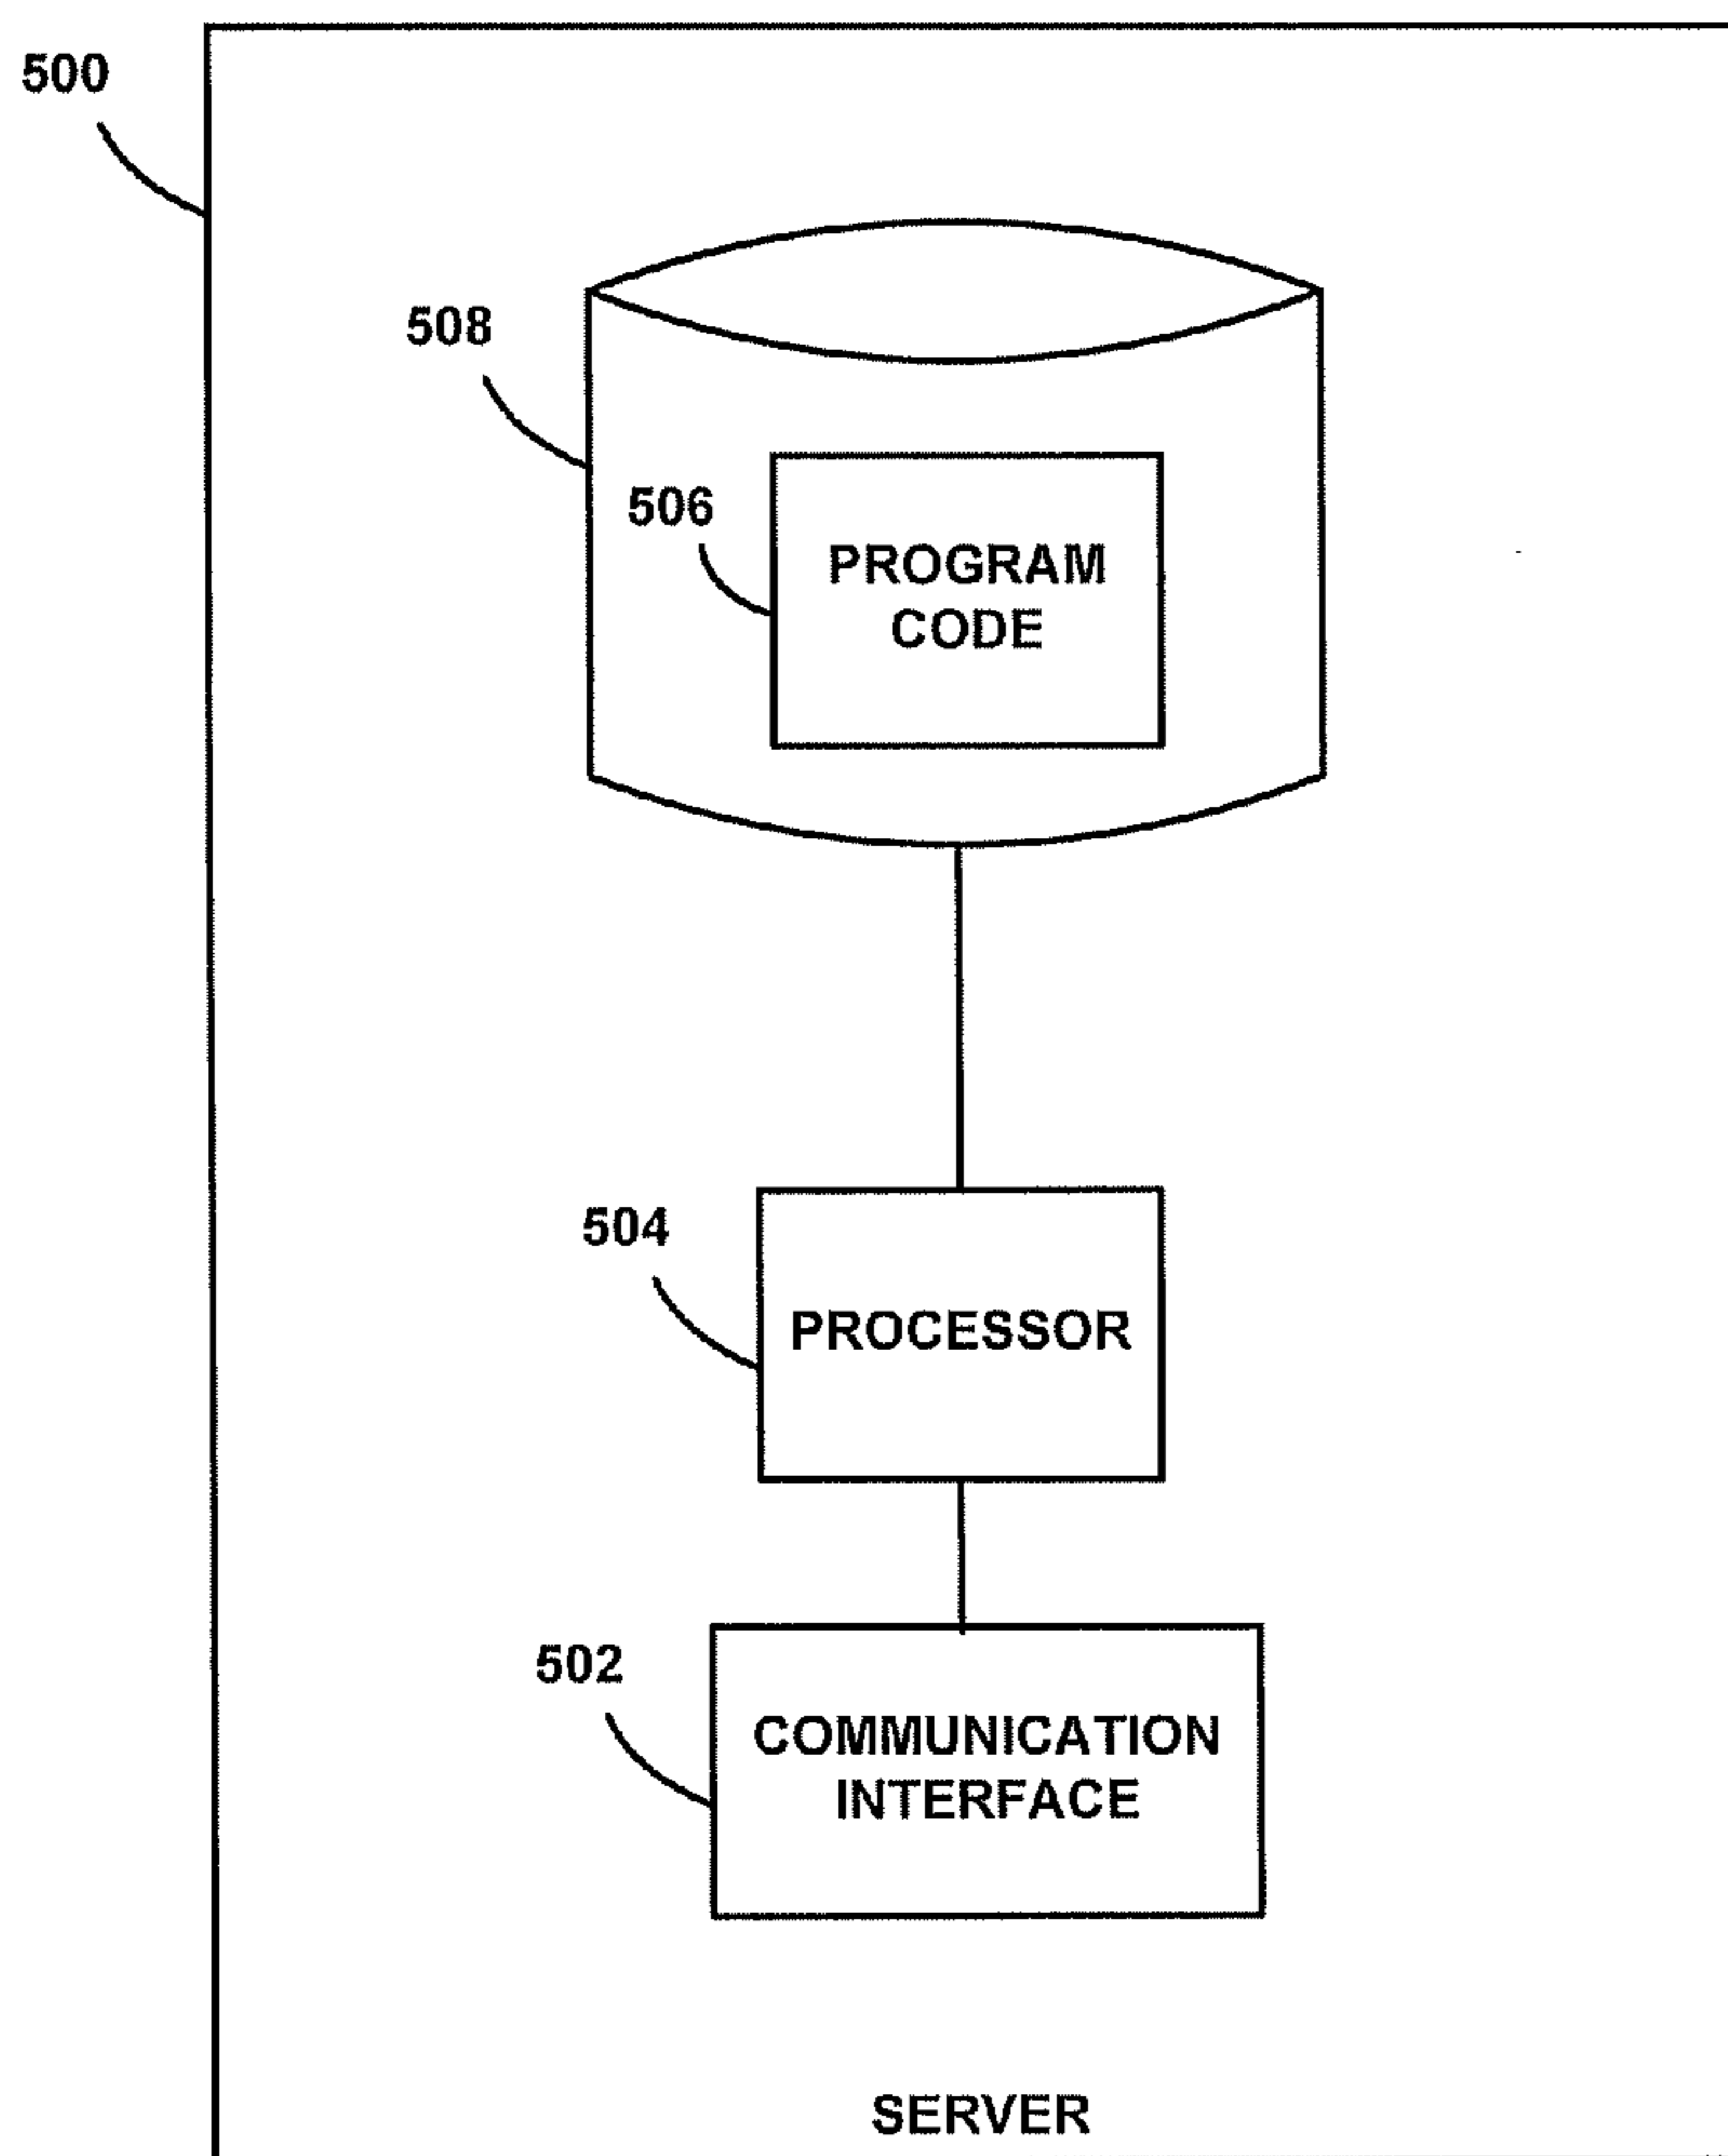 500
508
506
PROGRAM
CODE
504
PROCESSOR
502
COMMUNICATION
INTERFACE
SERVER